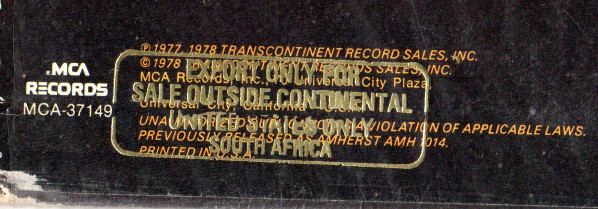 MCA
RECORDS
MCA-37149
℗ 1977, 1978 TRANSCONTINENT RECORD SALES, INC.
© 1978 TRANSCONTINENT RECORDS SALES, INC.
MCA Records, Inc., Universal City Plaza,
Universal City, California
UNAUTHORIZED DUPLICATION IS A VIOLATION OF APPLICABLE LAWS.
PREVIOUSLY RELEASED AS AMHERST AMH 1014.
PRINTED IN U.S.A.
EXPORT ONLY FOR
SALE OUTSIDE CONTINENTAL
UNITED STATES ONLY
SOUTH AFRICA